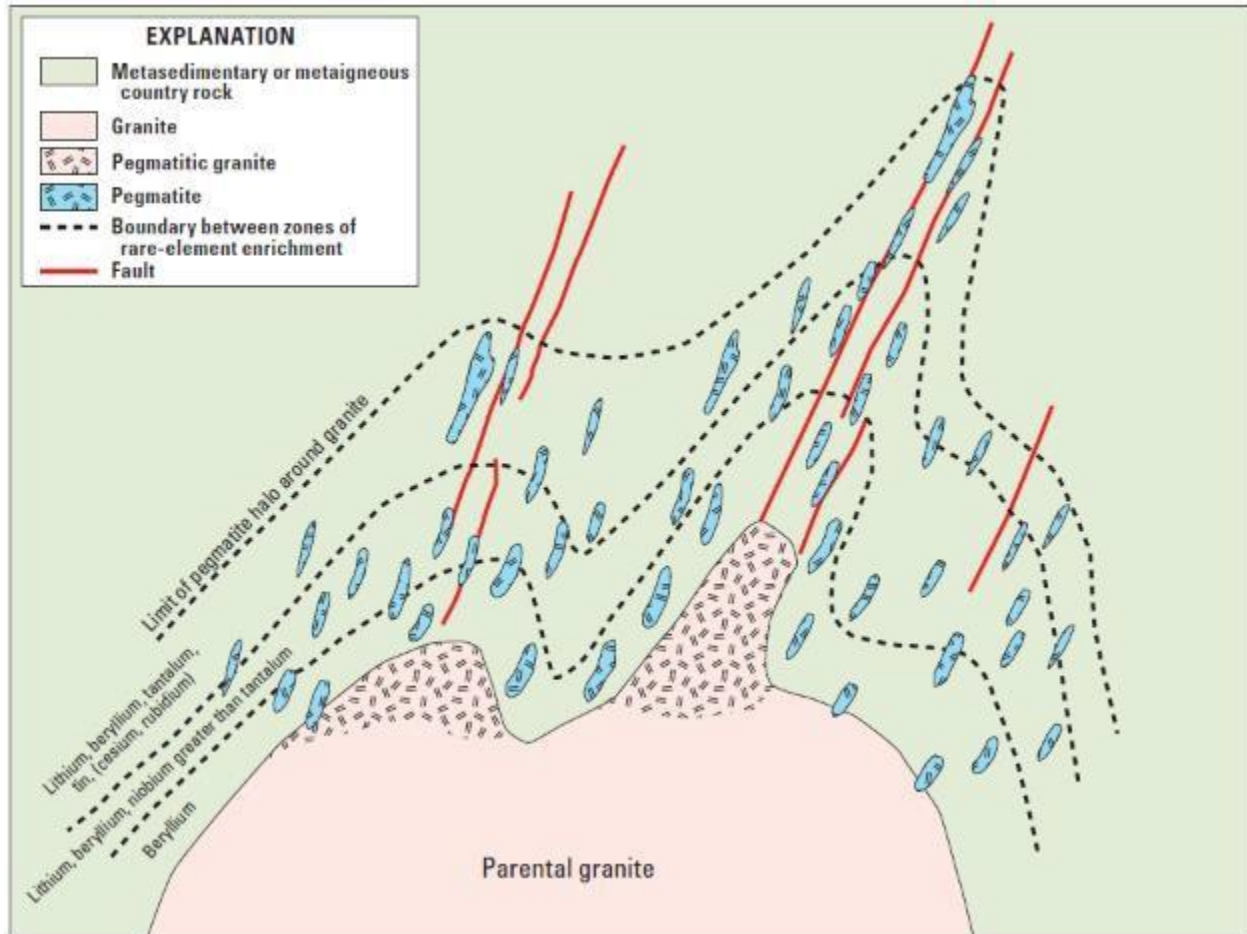 EXPLANATION
Metasedimentary or metaigneous
country rock
Granite
Pegmatitic granite
Pegmatite
Boundary between zones of
rare-element enrichment
Fault
Limit of pegmatite halo around granite
Lithium, beryllium, tantalum,
tin, (cesium, rubidium)
Lithium, beryllium, niobium greater than tantalum
Beryllium
Parental granite